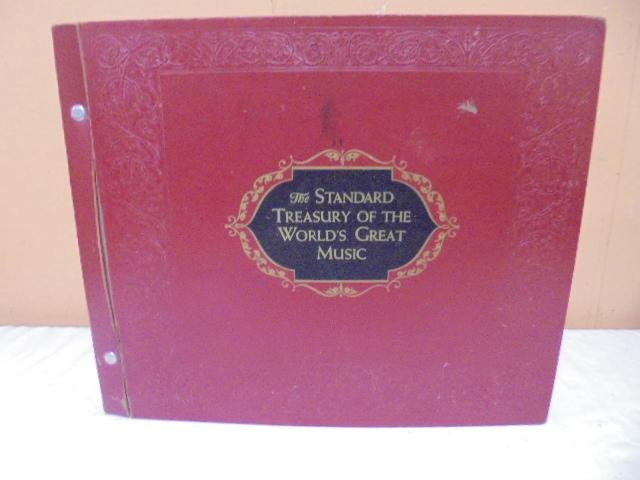 The STANDARD
TREASURY OF THE
WORLD'S GREAT
MUSIC